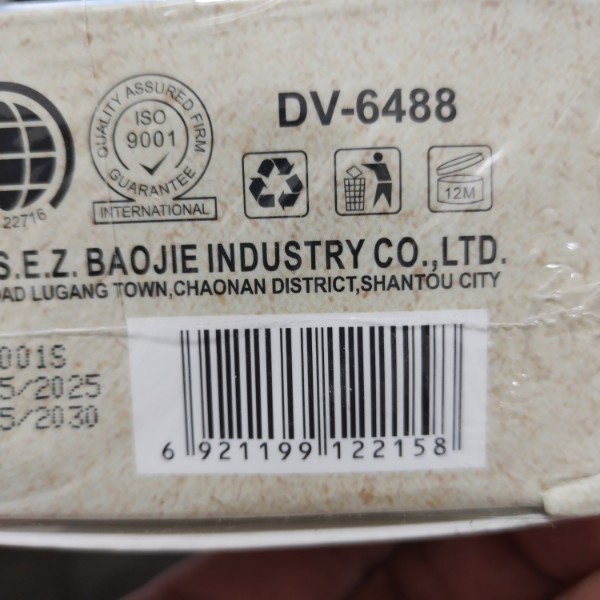 QUALITY ASSURED FIRM
ISO
9001
GUARANTEE
INTERNATIONAL
22716
DV-6488
12M
S.E.Z. BAOJIE INDUSTRY CO.,LTD.
OAD LUGANG TOWN,CHAONAN DISTRICT,SHANTOU CITY
001S
5/2025
5/2030
6 921199 122158